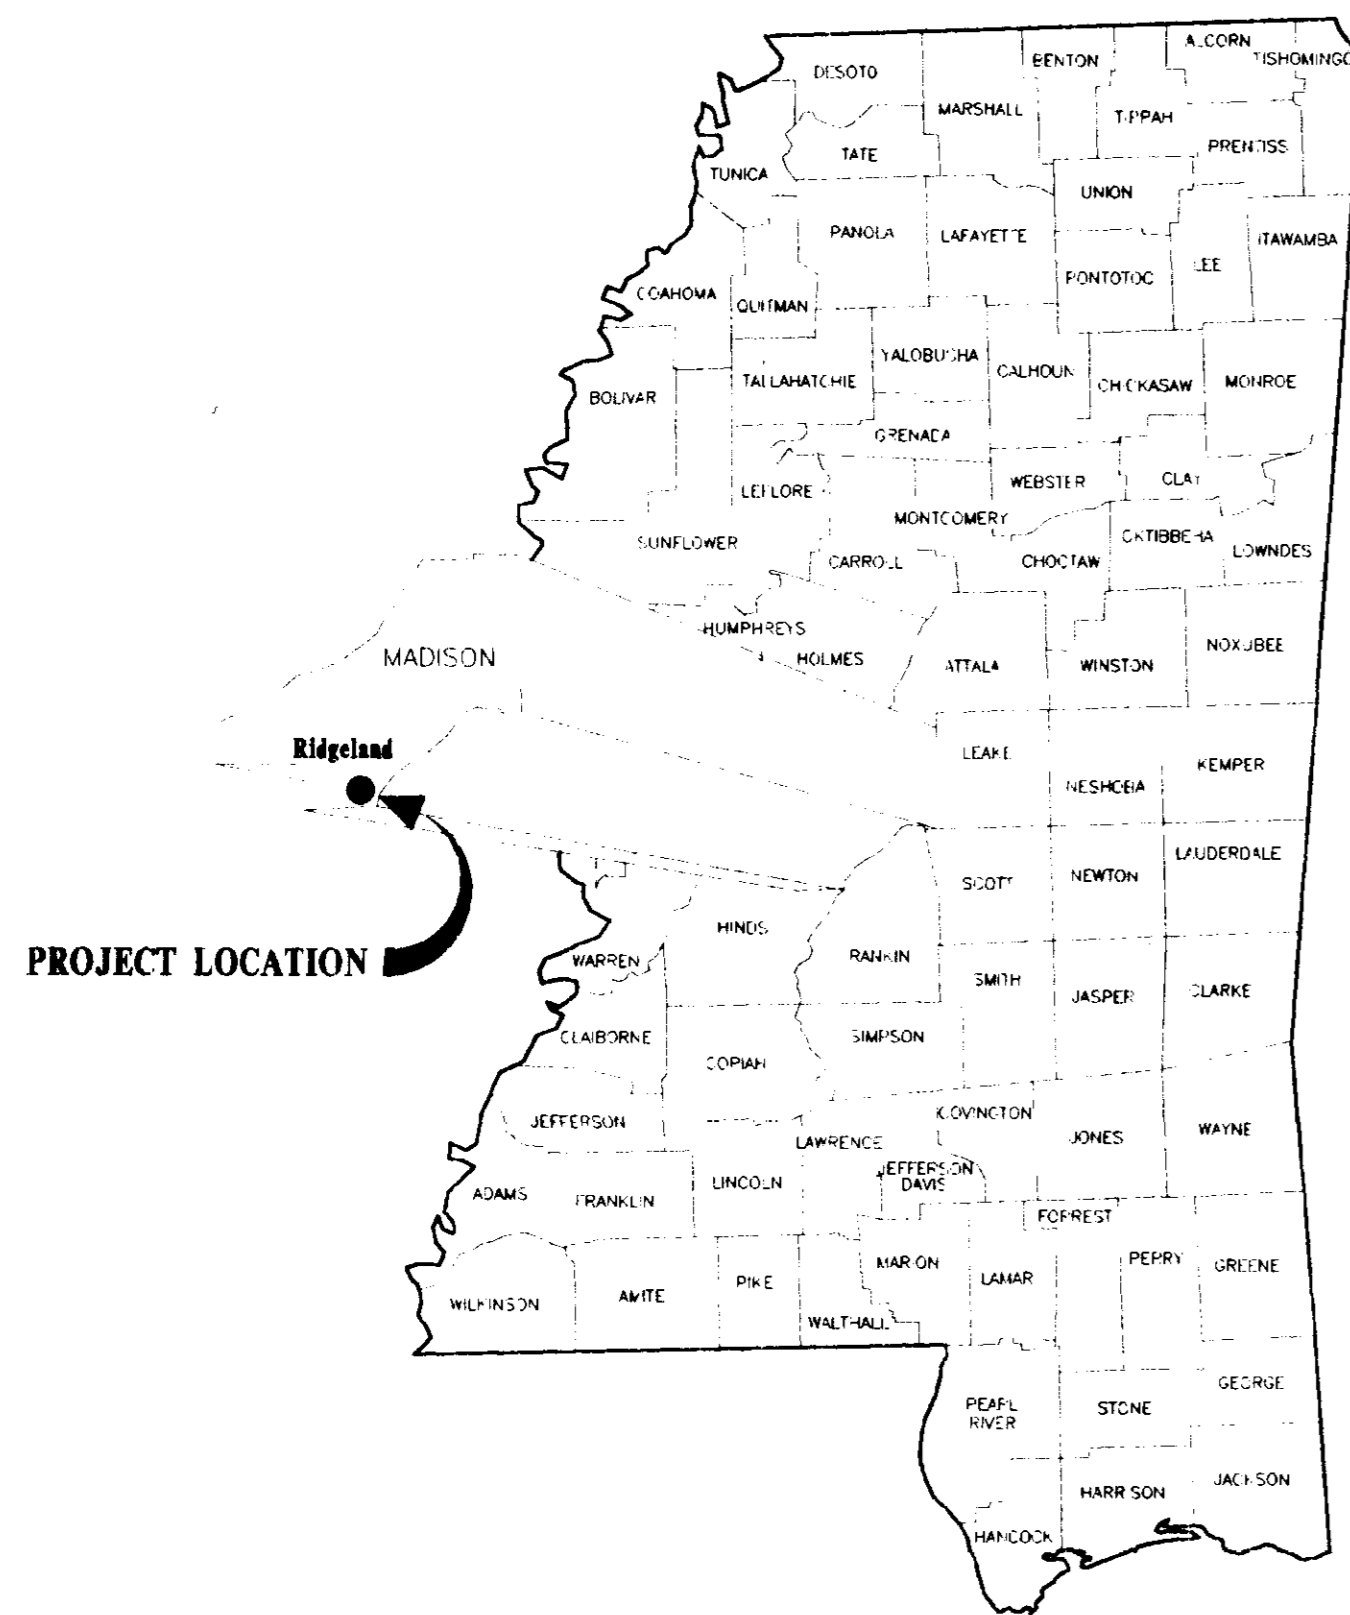 ALCORN
TISHOMINGO
BENTON
DESOTO
MARSHALL
TIPPAH
PRENTISS
TATE
TUNICA
UNION
PANOLA
LAFAYETTE
ITAWAMBA
LEE
PONTOTOC
COAHOMA
QUITMAN
YALOBUSHA
CALHOUN
TALLAHATCHIE
CHICKASAW
MONROE
BOLIVAR
GRENADA
WEBSTER
CLAY
LEFLORE
MONTGOMERY
OKTIBBEHA
SUNFLOWER
LOWNDES
CARROLL
CHOCTAW
HUMPHREYS
NOXUBEE
MADISON
HOLMES
ATTALA
WINSTON
Ridgeland
LEAKE
KEMPER
NESHOBA
LAUDERDALE
SCOTT
NEWTON
HINDS
RANKIN
PROJECT LOCATION
WARREN
SMITH
JASPER
CLARKE
CLAIBORNE
SIMPSON
COPIAH
COVINGTON
JEFFERSON
LAWRENCE
JONES
WAYNE
JEFFERSON
DAVIS
LINCOLN
ADAMS
FRANKLIN
FORREST
MARION
PERRY
GREENE
LAMAR
PIKE
AMITE
WILKINSON
WALTHALL
GEORGE
PEARL
RIVER
STONE
JACKSON
HARRISON
HANCOCK